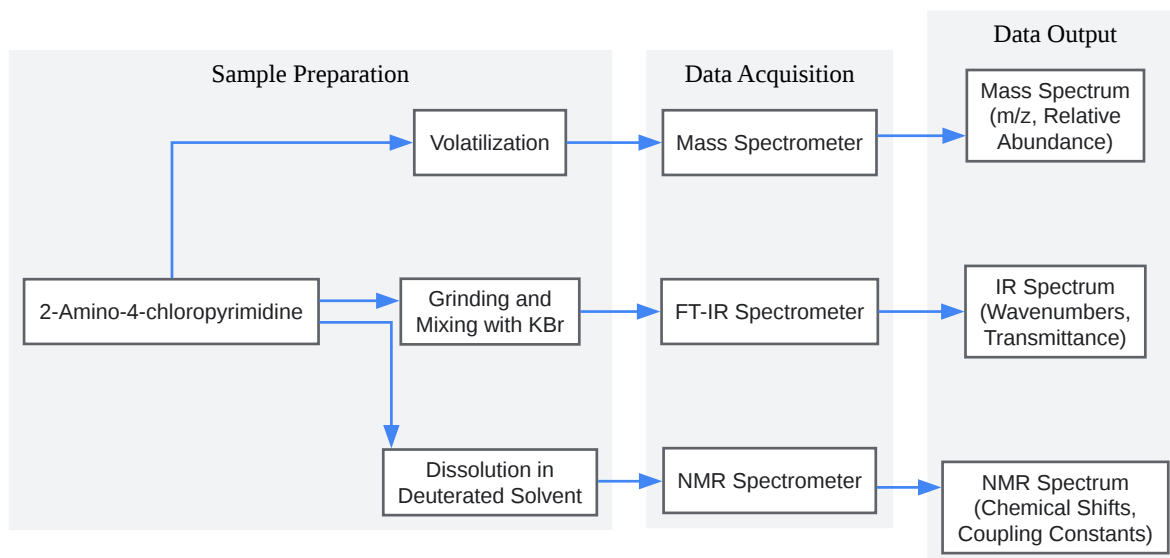 Sample Preparation
Data Acquisition
Data Output
Volatilization
Mass Spectrometer
Mass Spectrum
(m/z, Relative
Abundance)
2-Amino-4-chloropyrimidine
Grinding and
Mixing with KBr
FT-IR Spectrometer
IR Spectrum
(Wavenumbers,
Transmittance)
Dissolution in
Deuterated Solvent
NMR Spectrometer
NMR Spectrum
(Chemical Shifts,
Coupling Constants)